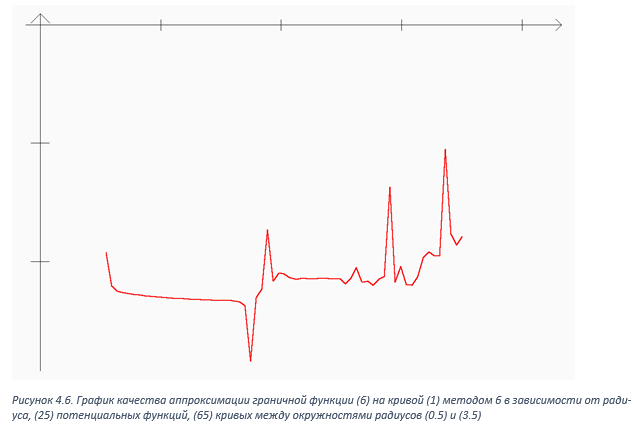 Рисунок 4.6. График качества аппроксимации граничной функции (6) на кривой (1) методом 6 в зависимости от ради-
уса, (25) потенциальных функций, (65) кривых между окружностями радиусов (0.5) и (3.5)